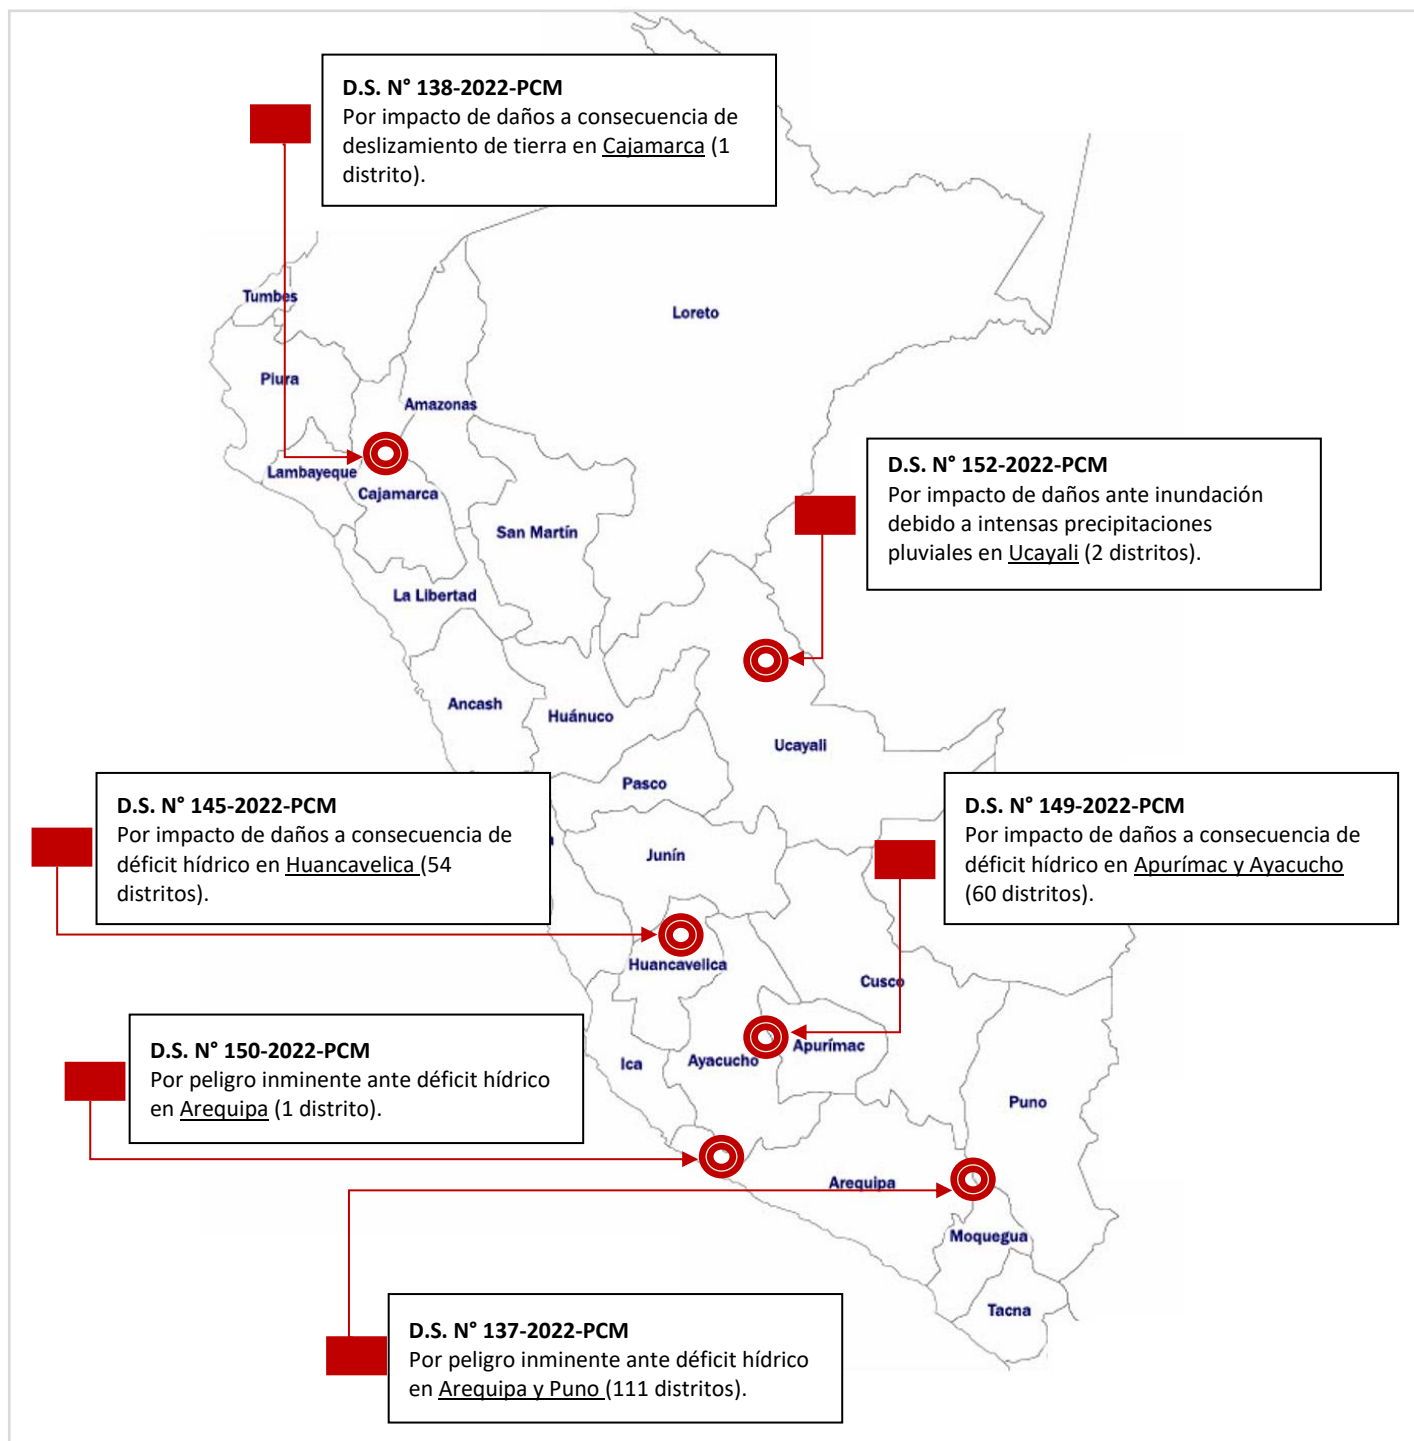 D.S. N° 138-2022-PCM
Por impacto de daños a consecuencia de
deslizamiento de tierra en Cajamarca (1
distrito).
Tumbes
Loreto
Piura
Amazonas
Lambayeque
Cajamarca
San Martín
La Libertad
D.S. N° 152-2022-PCM
Por impacto de daños ante inundación
debido a intensas precipitaciones
pluviales en Ucayali (2 distritos).
Ancash
Huánuco
Ucayali
Pasco
D.S. N° 145-2022-PCM
Por impacto de daños a consecuencia de
déficit hídrico en Huancavelica (54
distritos).
Junín
D.S. N° 149-2022-PCM
Por impacto de daños a consecuencia de
déficit hídrico en Apurímac y Ayacucho
(60 distritos).
Huancavelica
Cusco
D.S. N° 150-2022-PCM
Por peligro inminente ante déficit hídrico
en Arequipa (1 distrito).
Ica
Ayacucho
Apurímac
Puno
Arequipa
Moquegua
Tacna
D.S. N° 137-2022-PCM
Por peligro inminente ante déficit hídrico
en Arequipa y Puno (111 distritos).